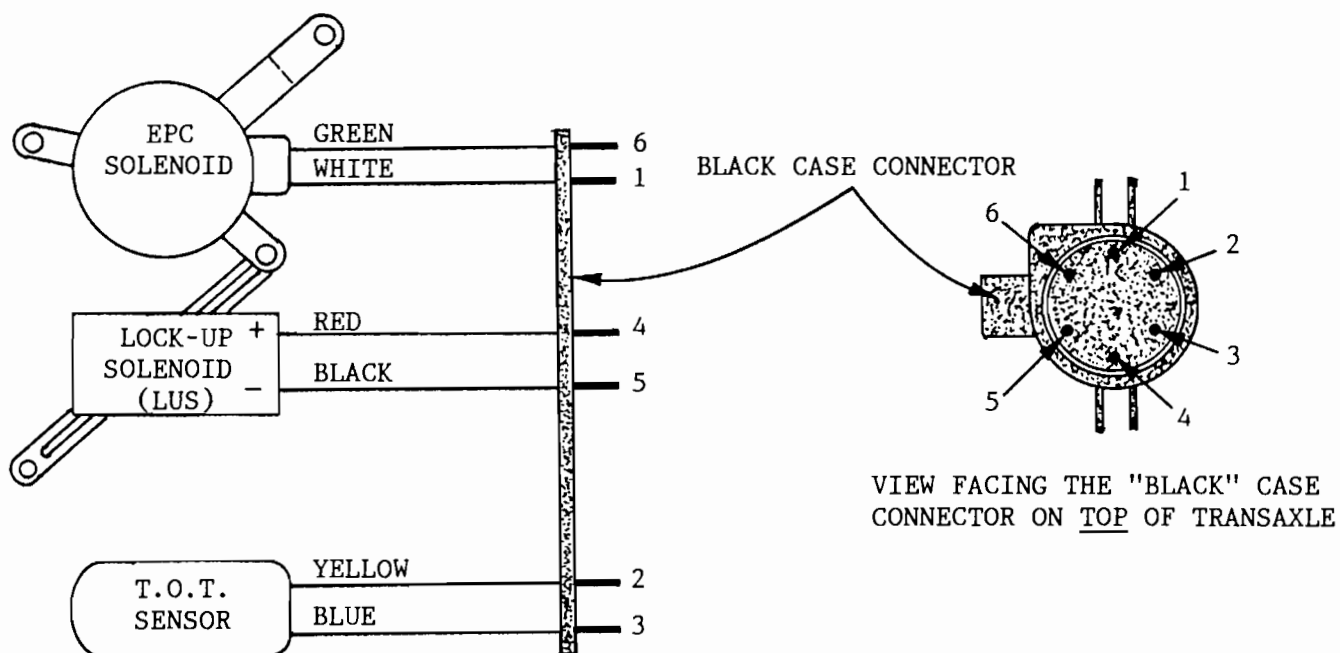 EPC
SOLENOID
GREEN
WHITE
6
1
LOCK-UP
SOLENOID
(LUS)
+
−
RED
BLACK
4
5
T.O.T.
SENSOR
YELLOW
BLUE
2
3
BLACK CASE CONNECTOR
1
6
2
5
3
4
VIEW FACING THE "BLACK" CASE
CONNECTOR ON TOP OF TRANSAXLE